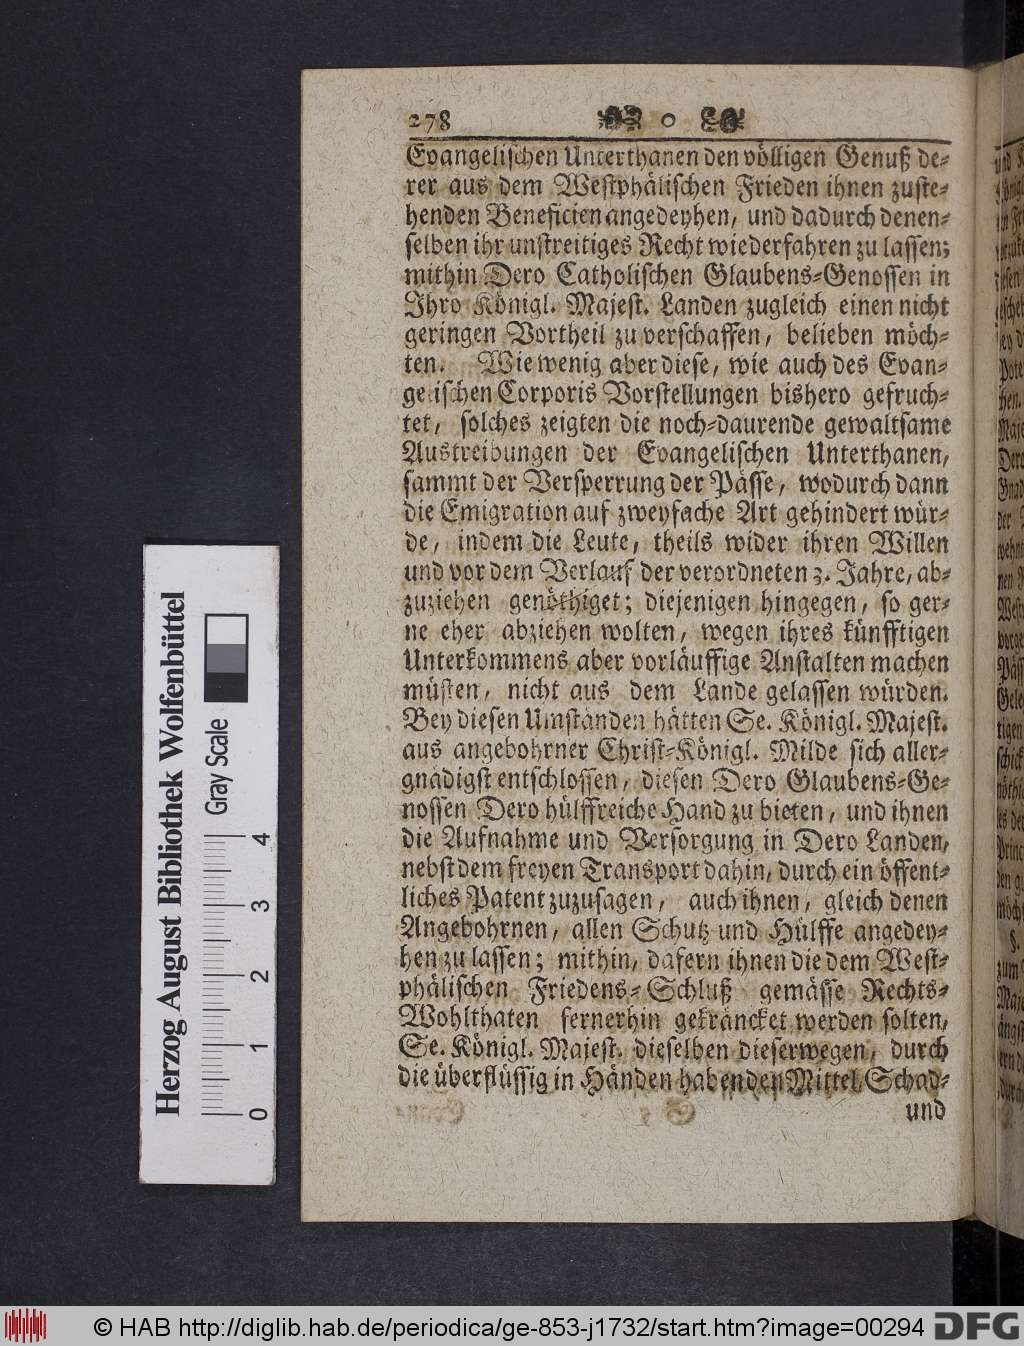 278
Evangelischen Unterthanen den völligen Genuß de-
rer aus dem Westphälischen Frieden ihnen zuste-
henden Beneficien angedeyhen, und dadurch denen-
selben ihr unstreitiges Recht wiederfahren zu lassen;
mithin Dero Catholischen Glaubens-Genossen in
Ihro Königl. Majest. Landen zugleich einen nicht
geringen Vortheil zu verschaffen, belieben möch-
ten. Wie wenig aber diese, wie auch des Evan-
gelischen Corporis Vorstellungen bishero gefruch-
tet, solches zeigten die noch-daurende gewaltsame
Austreibungen der Evangelischen Unterthanen,
sammt der Versperrung der Pässe, wodurch dann
die Emigration auf zweyfache Art gehindert wür-
de, indem die Leute, theils wider ihren Willen
und vor dem Verlauf der verordneten 3. Jahre, ab-
zuziehen genöthiget; diejenigen hingegen, so ger-
ne eher abziehen wolten, wegen ihres künfftigen
Unterkommens aber vorläuffige Anstalten machen
müsten, nicht aus dem Lande gelassen würden.
Bey diesen Umständen hätten Se. Königl. Majest.
aus angebohrner Christ-Königl. Milde sich aller-
gnädigst entschlossen, diesen Dero Glaubens-Ge-
nossen Dero hülffreiche Hand zu bieten, und ihnen
die Aufnahme und Versorgung in Dero Landen,
nebst dem freyen Transport dahin, durch ein öffent-
liches Patent zuzusagen, auch ihnen, gleich denen
Angebohrnen, allen Schutz und Hülffe angedey-
hen zu lassen; mithin, dafern ihnen die dem West-
phälischen Friedens-Schluß gemässe Rechts-
Wohlthaten fernerhin gekräncket werden solten,
Se. Königl. Majest. dieselben dieserwegen, durch
die überflüssig in Händen habenden Mittel, Schad-
und
Herzog August Bibliothek Wolfenbüttel
Gray Scale
0 1 2 3 4
© HAB http://diglib.hab.de/periodica/ge-853-j1732/start.htm?image=00294
DFG